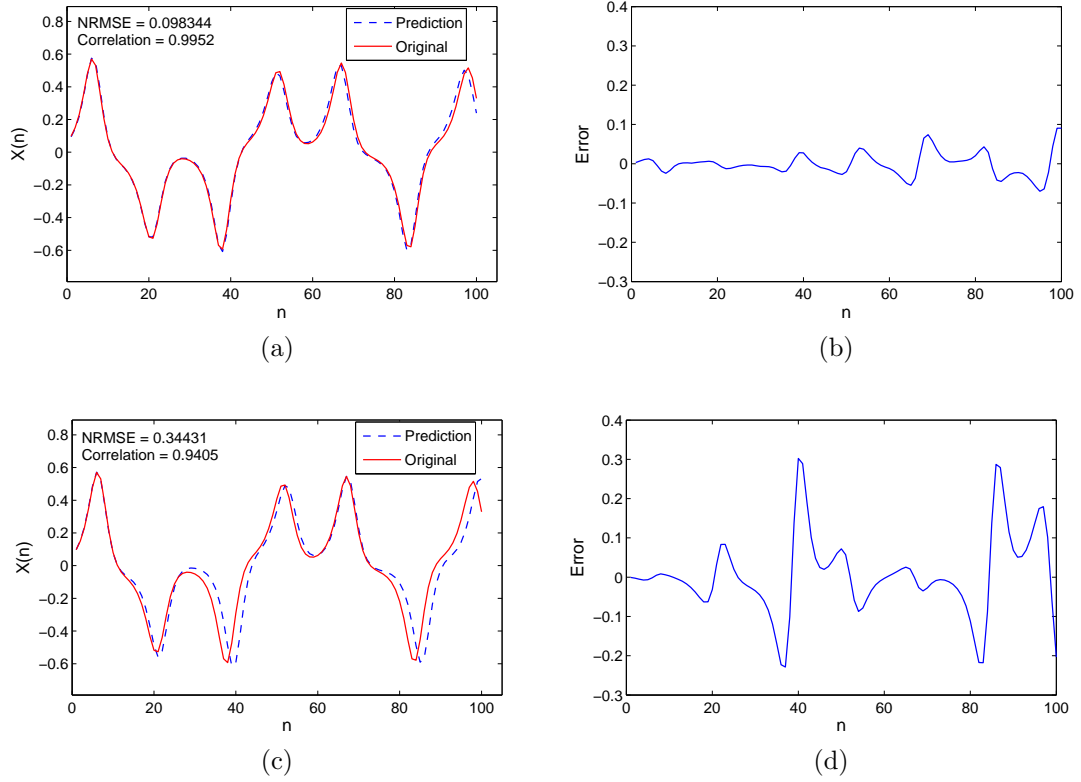 NRMSE = 0.098344
Correlation = 0.9952
Prediction
Original
0.8
0.6
0.4
0.2
0
−0.2
−0.4
−0.6
X(n)
0 20 40 60 80 100
n
(a)
0.4
0.3
0.2
0.1
0
−0.1
−0.2
−0.3
Error
0 20 40 60 80 100
n
(b)
NRMSE = 0.34431
Correlation = 0.9405
Prediction
Original
0.8
0.6
0.4
0.2
0
−0.2
−0.4
−0.6
X(n)
0 20 40 60 80 100
n
(c)
0.4
0.3
0.2
0.1
0
−0.1
−0.2
−0.3
Error
0 20 40 60 80 100
n
(d)